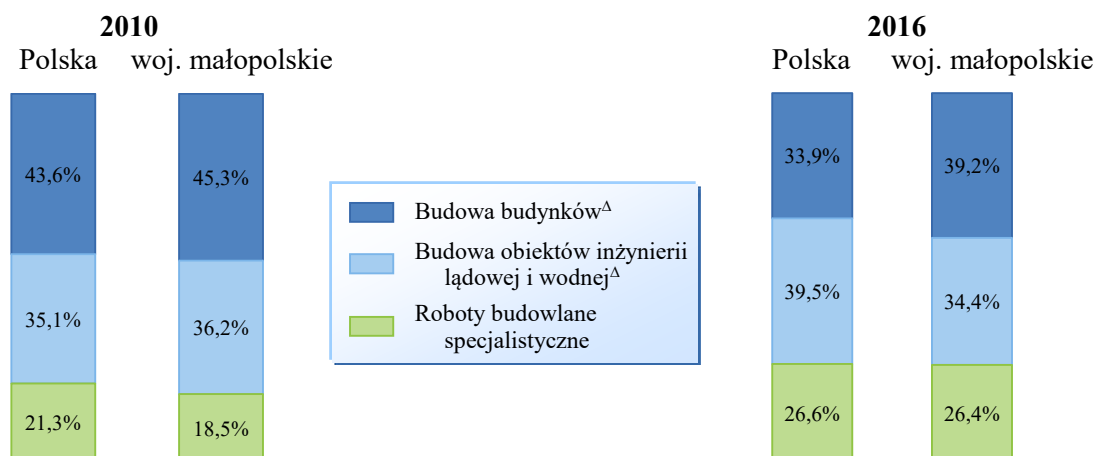 2010
Polska
woj. małopolskie
43,6%
45,3%
35,1%
36,2%
21,3%
18,5%
Budowa budynków^Δ
Budowa obiektów inżynierii
lądowej i wodnej^Δ
Roboty budowlane
specjalistyczne
2016
Polska
woj. małopolskie
33,9%
39,2%
39,5%
34,4%
26,6%
26,4%